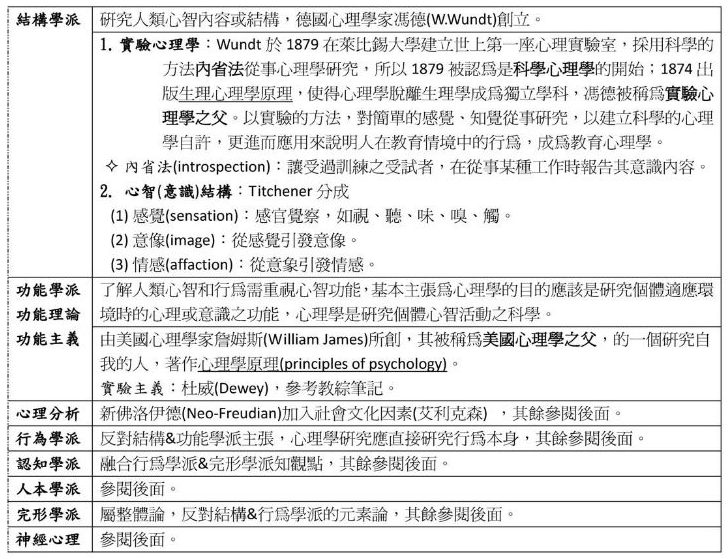 結構學派 研究人類心智內容或結構，德國心理學家馮德(W.Wundt)創立。
1. 實驗心理學：Wundt 於 1879 在萊比錫大學建立世上第一座心理實驗室，採用科學的
方法內省法從事心理學研究，所以 1879 被認為是科學心理學的開始；1874 出
版生理心理學原理，使得心理學脫離生理學成為獨立學科，馮德被稱為實驗心
理學之父。以實驗的方法，對簡單的感覺、知覺從事研究，以建立科學的心理
學自許，更進而應用來說明人在教育情境中的行為，成為教育心理學。
✧ 內省法(introspection)：讓受過訓練之受試者，在從事某種工作時報告其意識內容。
2. 心智(意識)結構：Titchener 分成
(1) 感覺(sensation)：感官覺察，如視、聽、味、嗅、觸。
(2) 意像(image)：從感覺引發意像。
(3) 情感(affaction)：從意象引發情感。
功能學派 了解人類心智和行為需重視心智功能，基本主張為心理學的目的應該是研究個體適應環
功能理論 境時的心理或意識之功能，心理學是研究個體心智活動之科學。
功能主義 由美國心理學家詹姆斯(William James)所創，其被稱為美國心理學之父，的一個研究自
我的人，著作心理學原理(principles of psychology)。
實驗主義：杜威(Dewey)，參考教綜筆記。
心理分析 新佛洛伊德(Neo-Freudian)加入社會文化因素(艾利克森) ，其餘參閱後面。
行為學派 反對結構&功能學派主張，心理學研究應直接研究行為本身，其餘參閱後面。
認知學派 融合行為學派&完形學派知觀點，其餘參閱後面。
人本學派 參閱後面。
完形學派 屬整體論，反對結構&行為學派的元素論，其餘參閱後面。
神經心理 參閱後面。